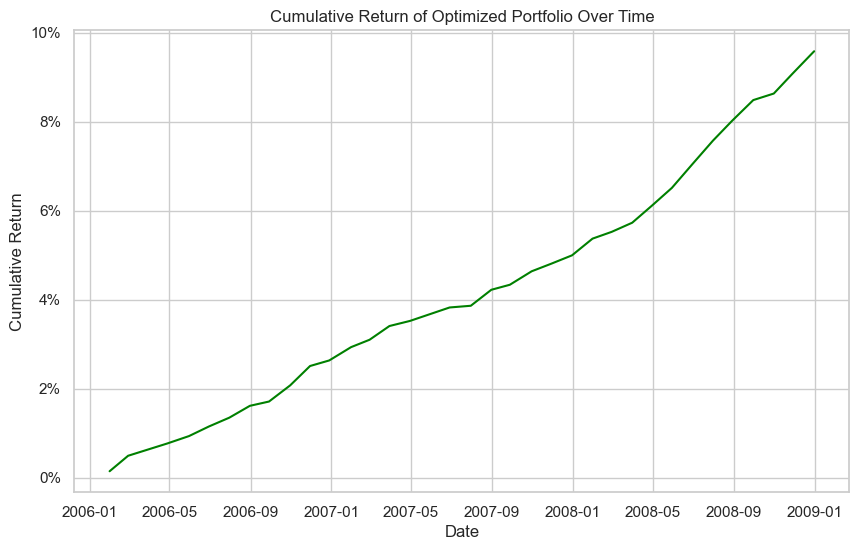 Cumulative Return of Optimized Portfolio Over Time
10%
8%
6%
4%
2%
0%
Cumulative Return
2006-01 2006-05 2006-09 2007-01 2007-05 2007-09 2008-01 2008-05 2008-09 2009-01
Date